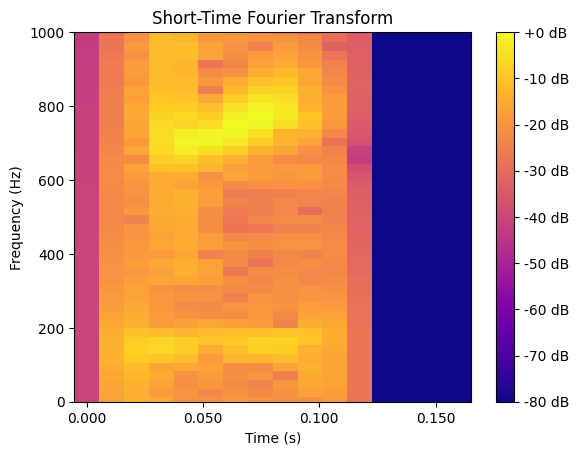 Short-Time Fourier Transform
1000
800
600
400
200
0
Frequency (Hz)
0.000
0.050
0.100
0.150
Time (s)
+0 dB
-10 dB
-20 dB
-30 dB
-40 dB
-50 dB
-60 dB
-70 dB
-80 dB